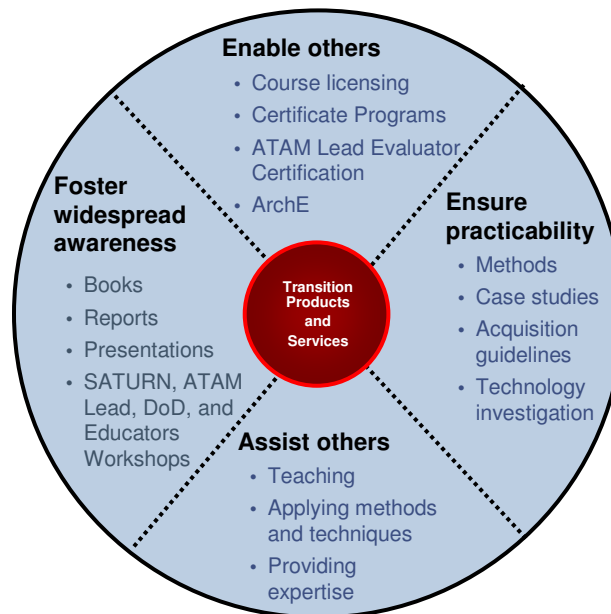 Enable others
• Course licensing
• Certificate Programs
• ATAM Lead Evaluator
Certification
• ArchE
Foster
widespread
awareness
• Books
• Reports
• Presentations
• SATURN, ATAM
Lead, DoD, and
Educators
Workshops
Transition
Products
and
Services
Ensure
practicability
• Methods
• Case studies
• Acquisition
guidelines
• Technology
investigation
Assist others
• Teaching
• Applying methods
and techniques
• Providing
expertise